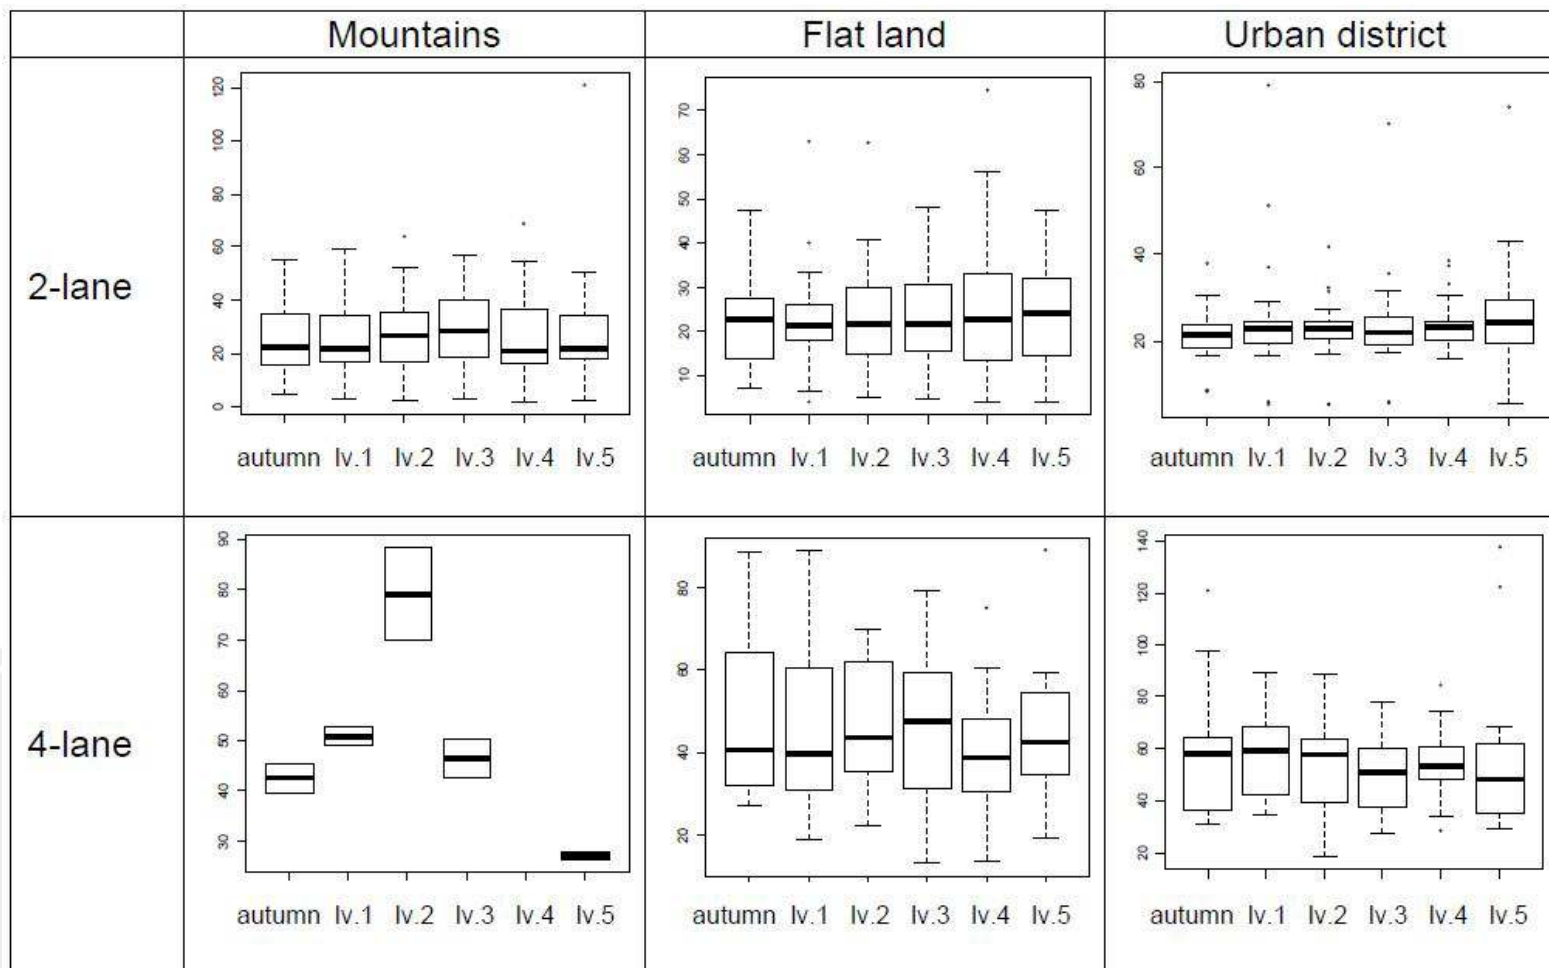 Mountains Flat land Urban district
2-lane
0 20 40 60 80 100 120
autumn lv.1 lv.2 lv.3 lv.4 lv.5
10 20 30 40 50 60 70
autumn lv.1 lv.2 lv.3 lv.4 lv.5
20 40 60 80
autumn lv.1 lv.2 lv.3 lv.4 lv.5
4-lane
30 40 50 60 70 80 90
autumn lv.1 lv.2 lv.3 lv.4 lv.5
20 40 60 80
autumn lv.1 lv.2 lv.3 lv.4 lv.5
20 40 60 80 100 120 140
autumn lv.1 lv.2 lv.3 lv.4 lv.5